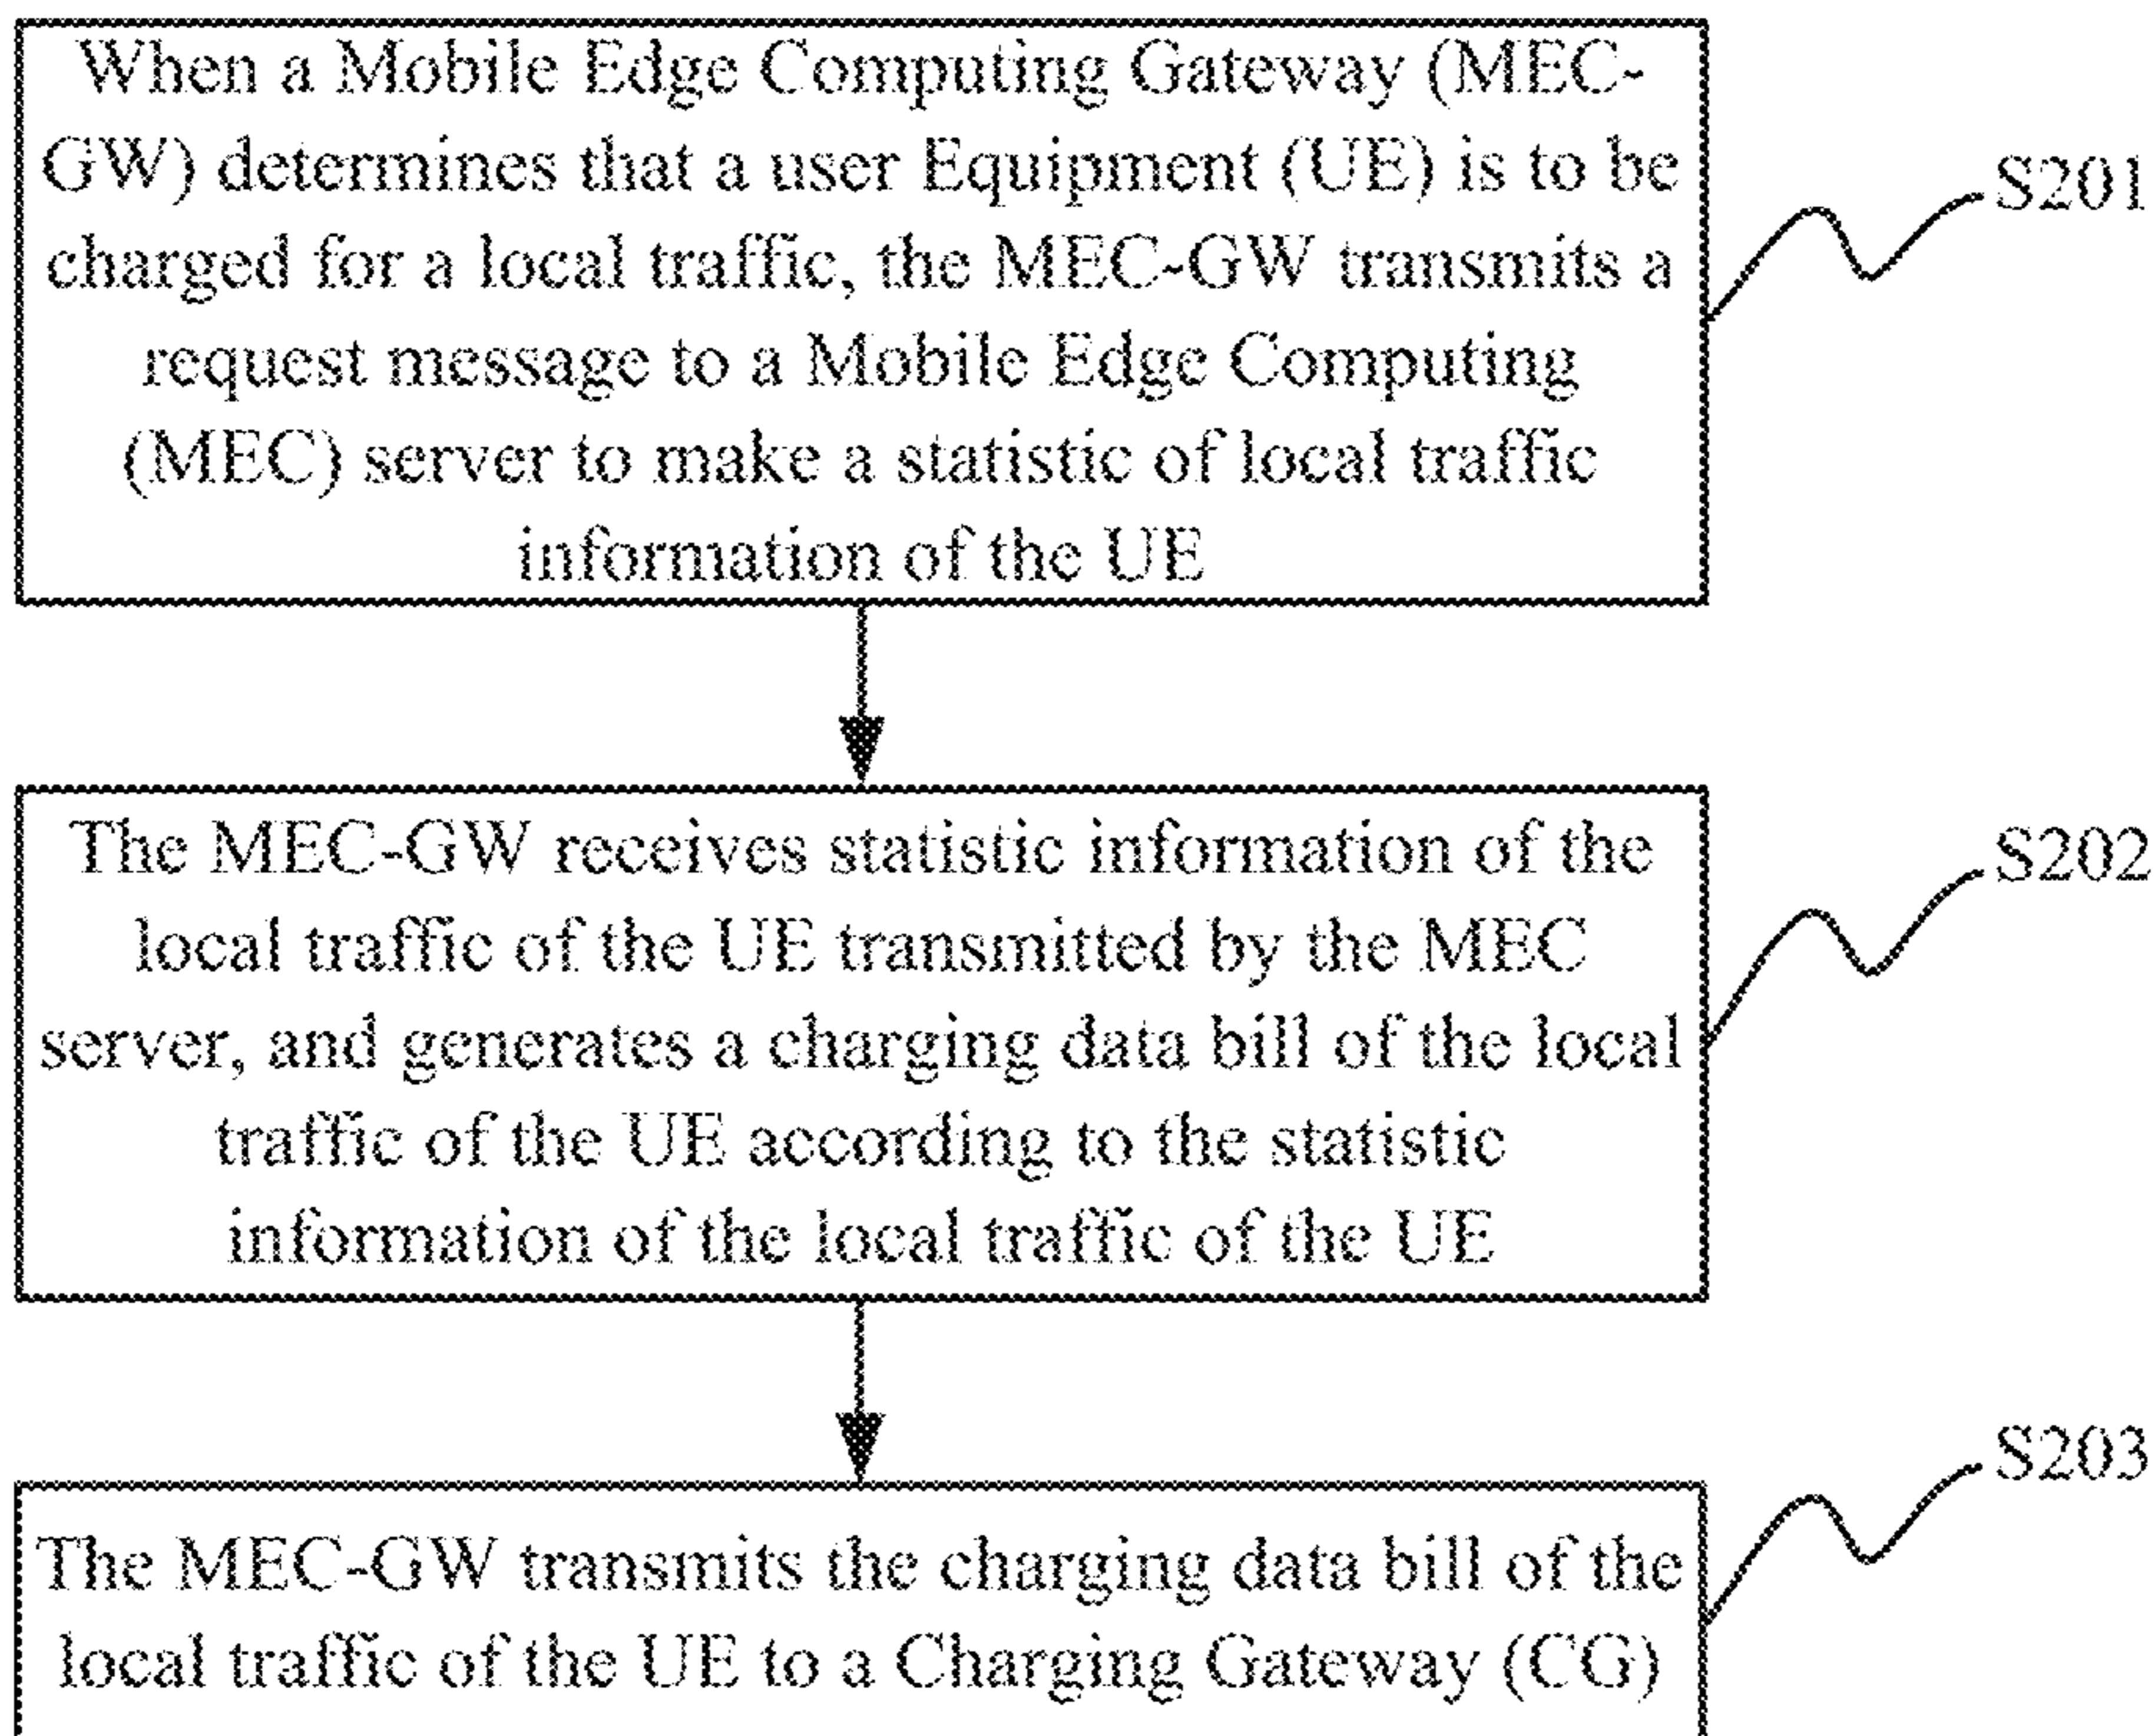 When a Mobile Edge Computing Gateway (MEC-
GW) determines that a user Equipment (UE) is to be
charged for a local traffic, the MEC-GW transmits a
request message to a Mobile Edge Computing
(MEC) server to make a statistic of local traffic
information of the UE
S201
The MEC-GW receives statistic information of the
local traffic of the UE transmitted by the MEC
server, and generates a charging data bill of the local
traffic of the UE according to the statistic
information of the local traffic of the UE
S202
The MEC-GW transmits the charging data bill of the
local traffic of the UE to a Charging Gateway (CG)
S203